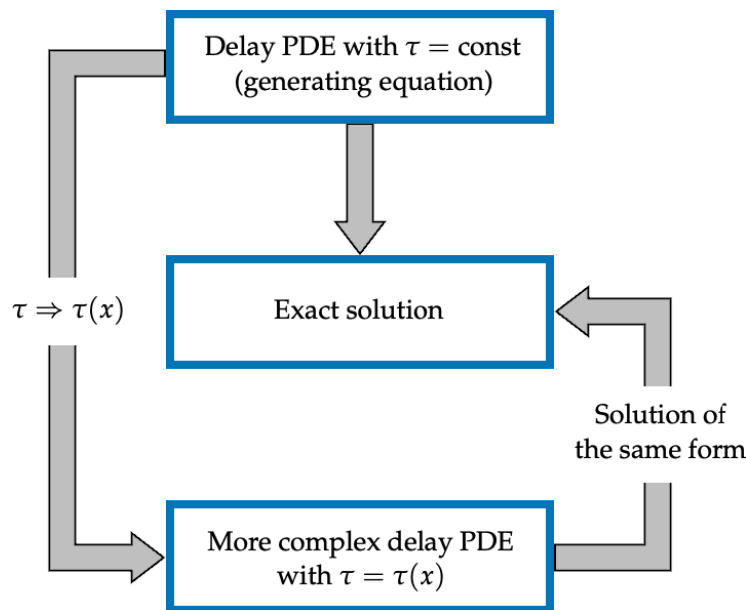 Delay PDE with τ = const
(generating equation)
Exact solution
τ ⇒ τ(x)
Solution of
the same form
More complex delay PDE
with τ = τ(x)